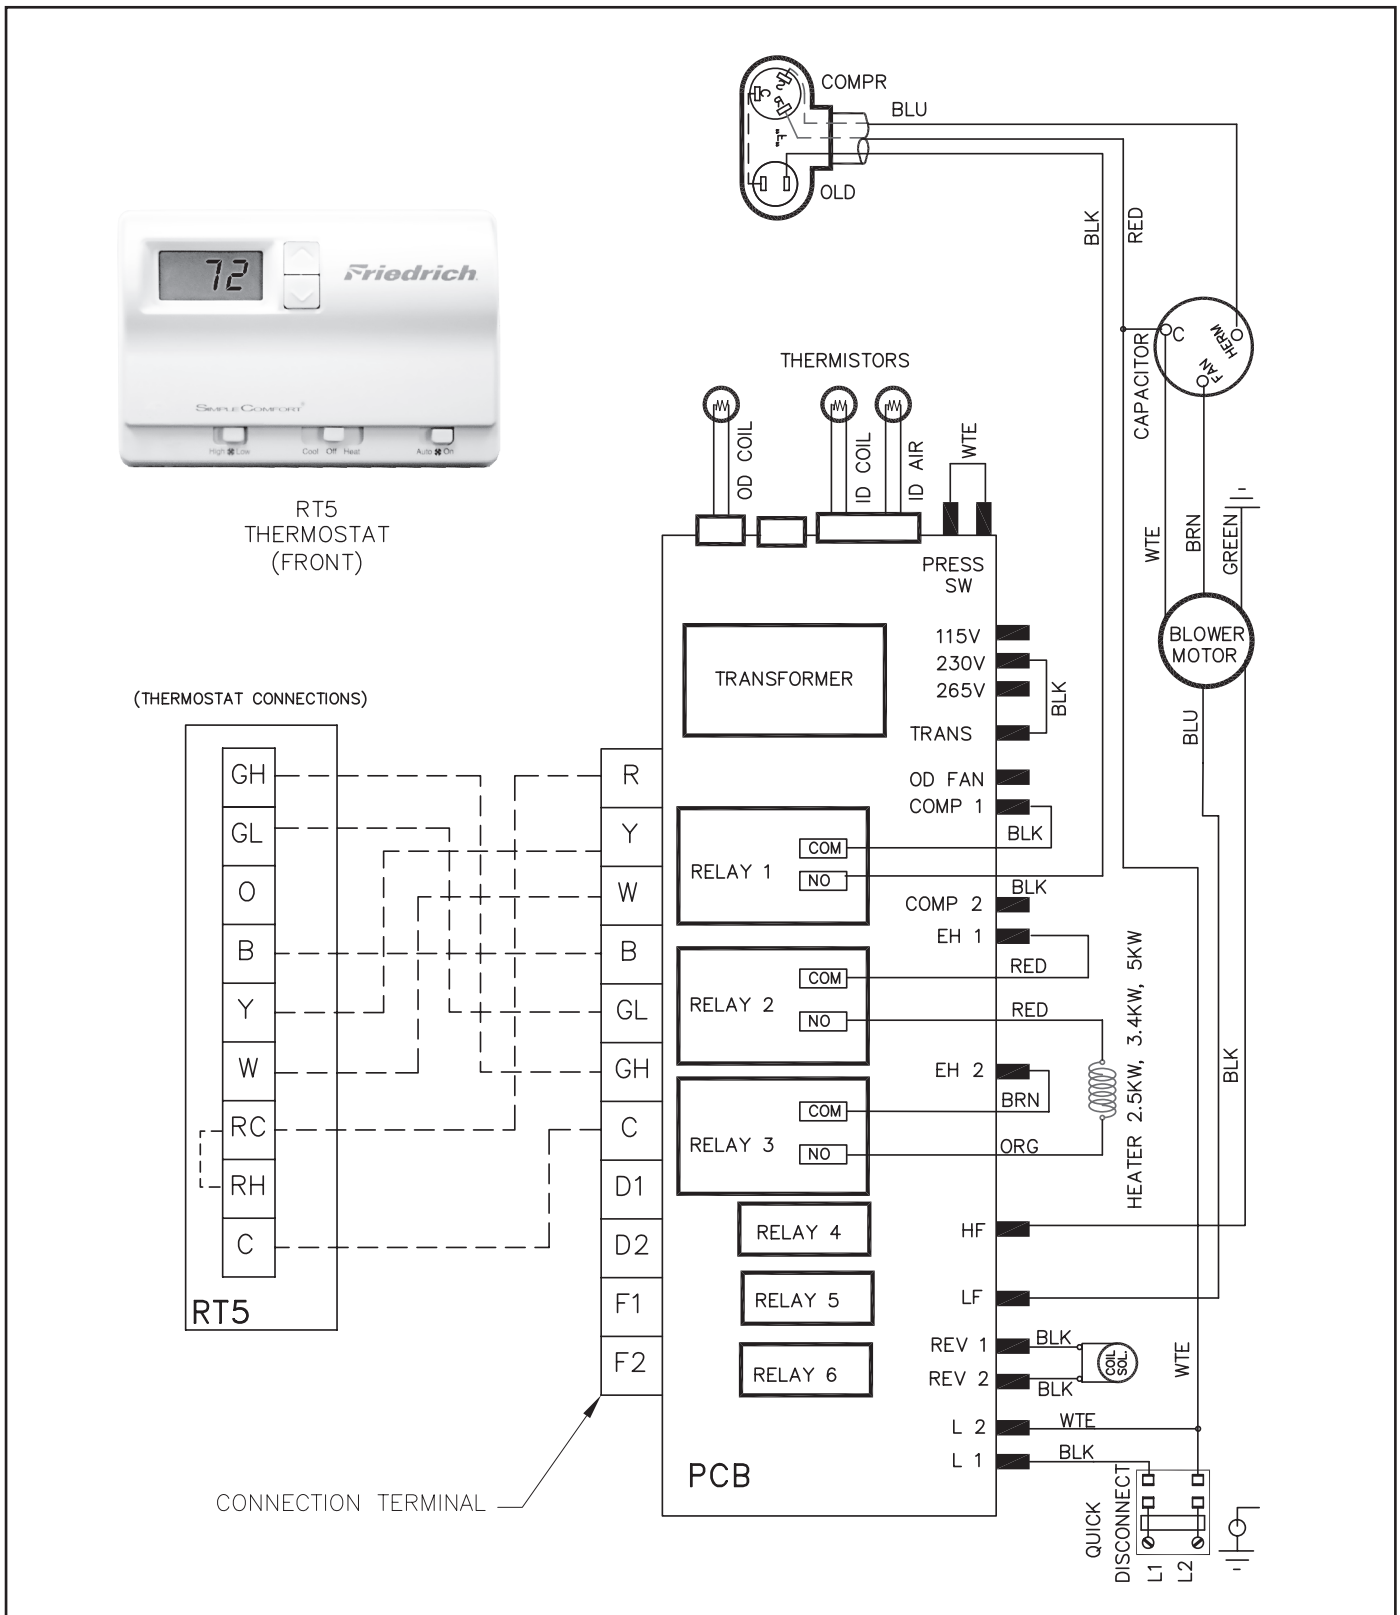 COMPR
BLU
C
S
R
"F"
OLD
BLK
RED
72
Friedrich
SIMPLE COMFORT
High Low
Cool Off Heat
Auto On
RT5
THERMOSTAT
(FRONT)
THERMISTORS
OD COIL
ID COIL
ID AIR
WTE
CAPACITOR
C
HERM
FAN
WTE
BRN
GREEN
PRESS
SW
BLOWER
MOTOR
BLU
115V
230V
265V
TRANS
BLK
TRANSFORMER
OD FAN
COMP 1
BLK
(THERMOSTAT CONNECTIONS)
GH
GL
O
B
Y
W
RC
RH
C
RT5
R
Y
W
B
GL
GH
C
D1
D2
F1
F2
RELAY 1
COM
NO
BLK
COMP 2
EH 1
RED
RELAY 2
COM
NO
RED
EH 2
BRN
RELAY 3
COM
NO
ORG
HEATER 2.5KW, 3.4KW, 5KW
BLK
RELAY 4
HF
RELAY 5
LF
RELAY 6
REV 1
BLK
REV 2
BLK
COIL
SOL.
WTE
L 2
WTE
L 1
BLK
PCB
CONNECTION TERMINAL
QUICK
DISCONNECT
L1
L2